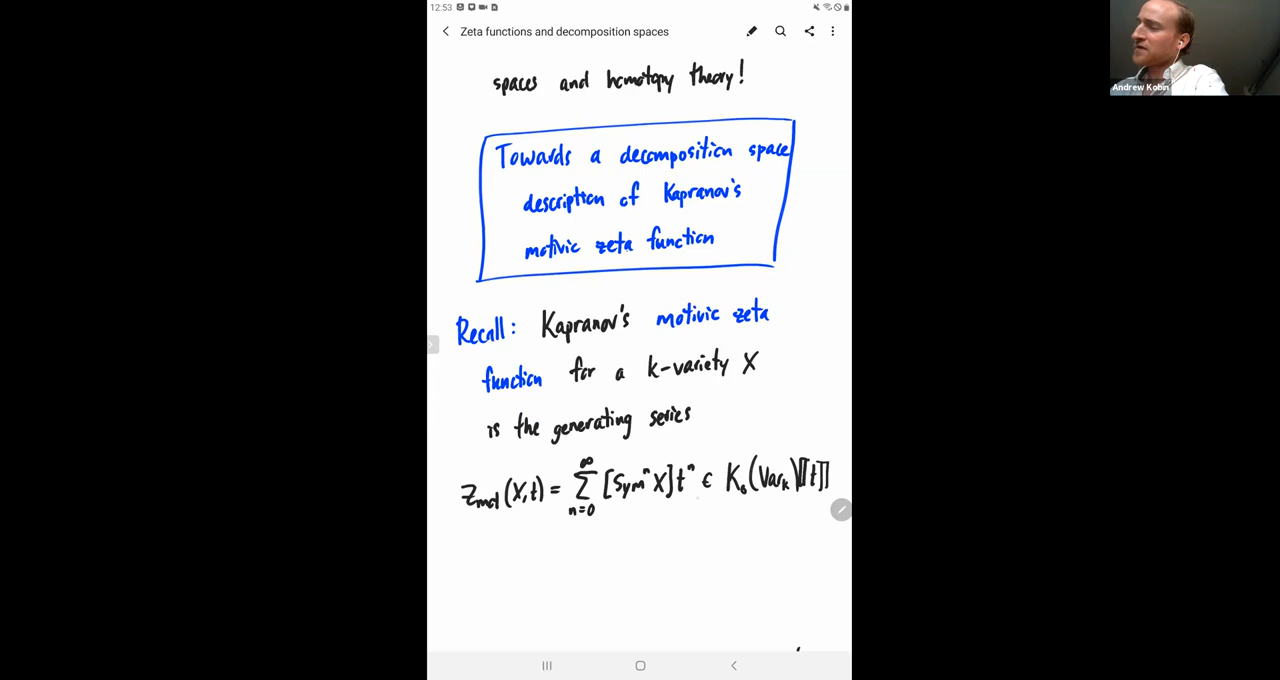 12:53
Zeta functions and decomposition spaces
spaces and homotopy theory!
Towards a decomposition space
description of Kapranov's
motivic zeta function
Recall: Kapranov's motivic zeta
function for a k-variety X
is the generating series
Z_mot(X,t) = ∑_{n=0}^∞ [Sym^n X] t^n ∈ K_0(Var_k)[[t]]
Andrew Kobin